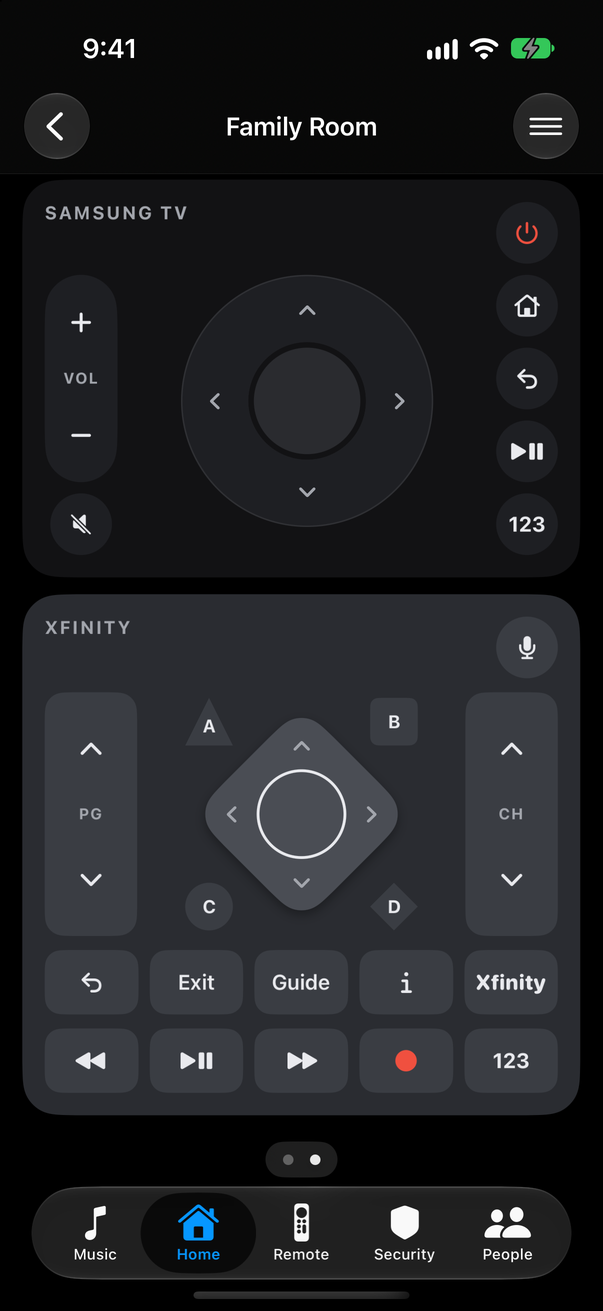 9:41
Family Room
SAMSUNG TV
VOL
123
XFINITY
A
B
PG
CH
C
D
Exit
Guide
i
Xfinity
123
Music
Home
Remote
Security
People